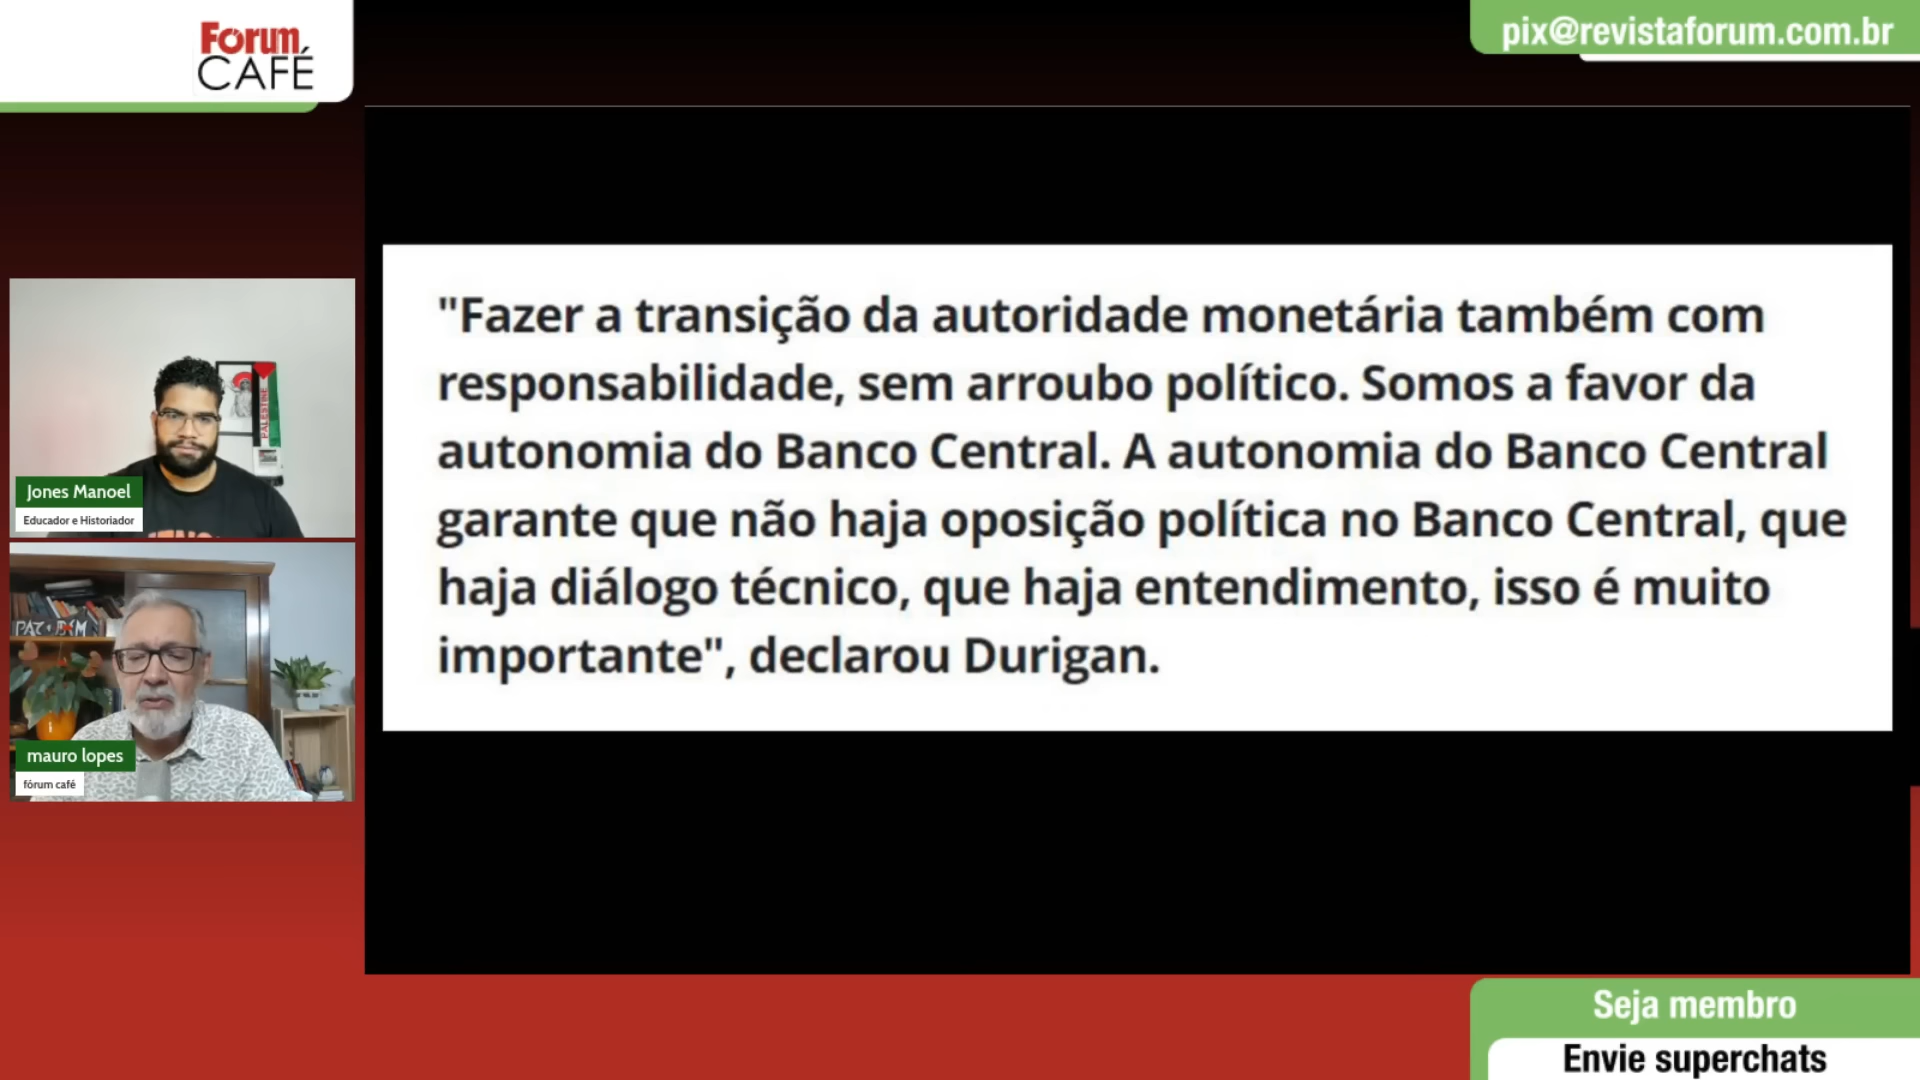 Forum
CAFÉ
pix@revistaforum.com.br
"Fazer a transição da autoridade monetária também com
responsabilidade, sem arroubo político. Somos a favor da
autonomia do Banco Central. A autonomia do Banco Central
garante que não haja oposição política no Banco Central, que
haja diálogo técnico, que haja entendimento, isso é muito
importante", declarou Durigan.
PALESTINE
Jones Manoel
Educador e Historiador
mauro lopes
fórum café
Seja membro
Envie superchats